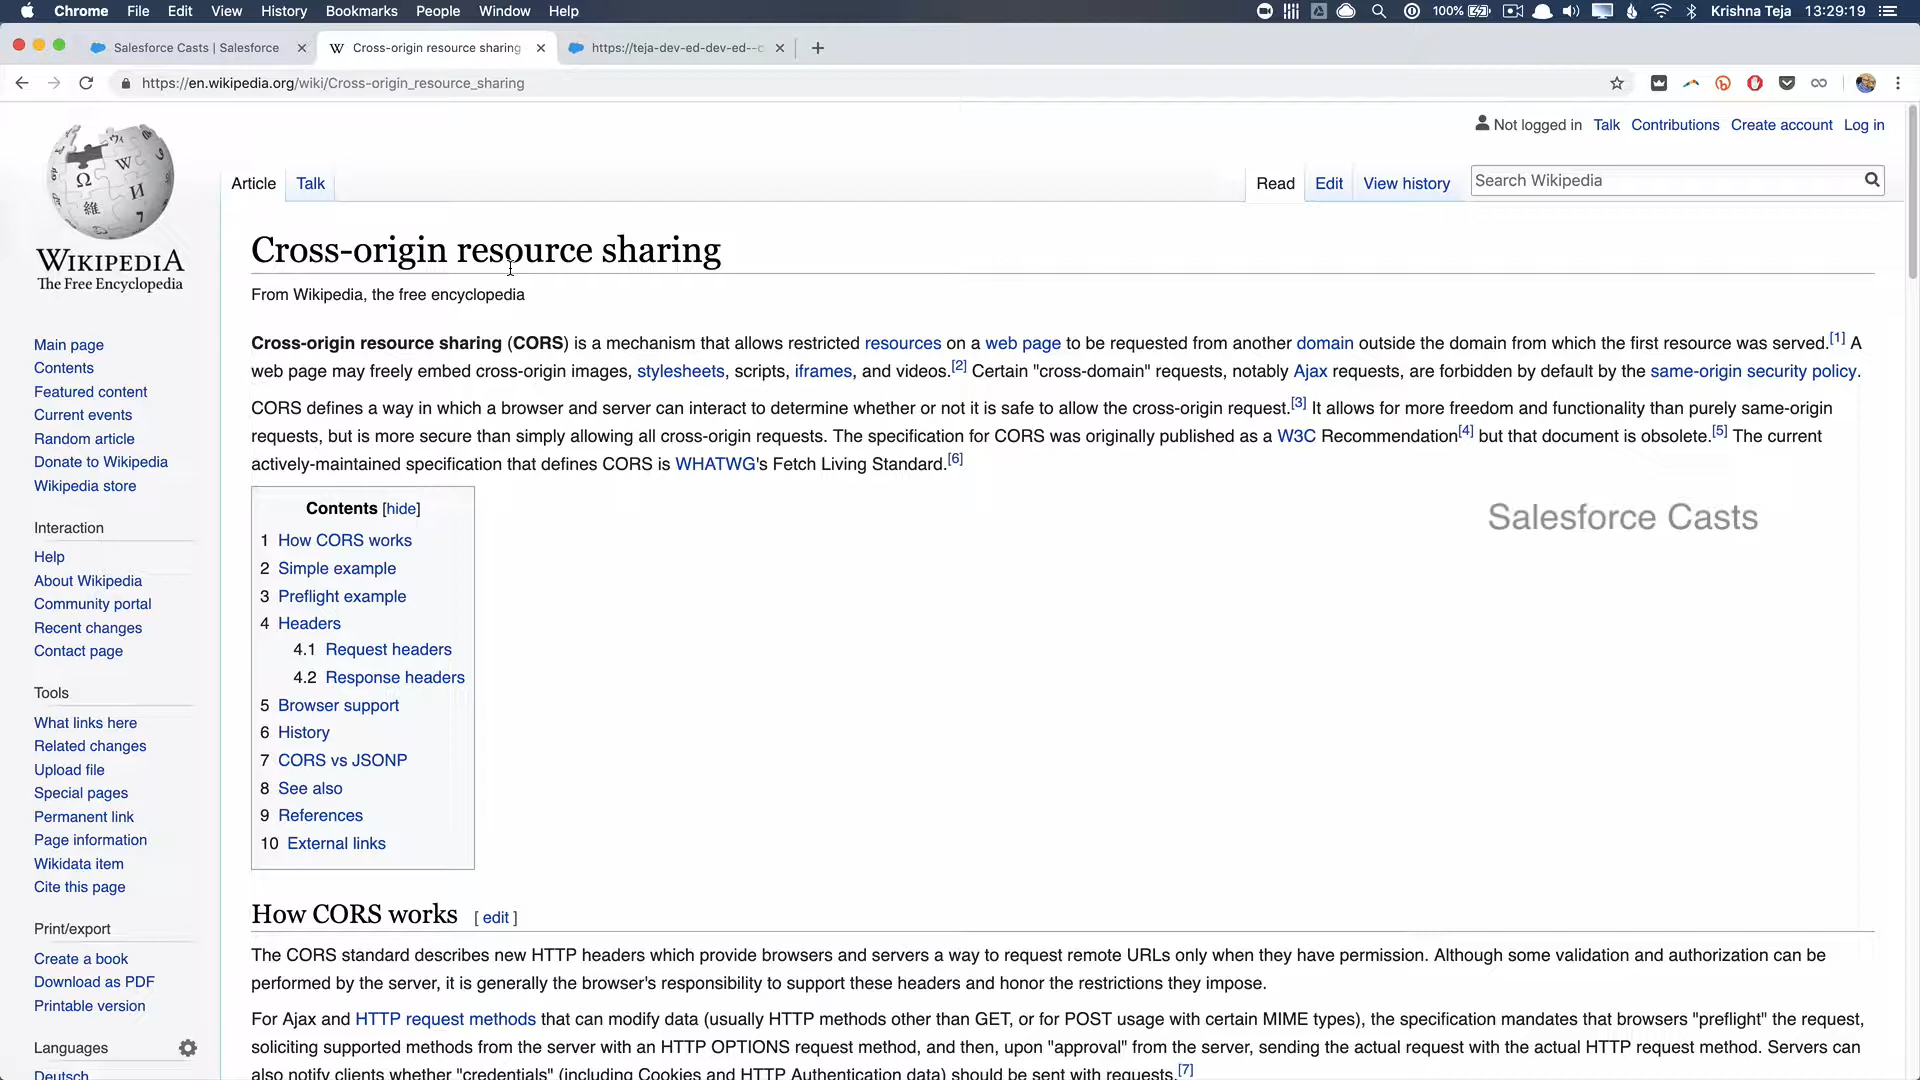 Chrome File Edit View History Bookmarks People Window Help 100% Krishna Teja 13:29:19
Salesforce Casts | Salesforce Cross-origin resource sharing https://teja-dev-ed-dev-ed--c
https://en.wikipedia.org/wiki/Cross-origin_resource_sharing
Not logged in Talk Contributions Create account Log in
Article Talk Read Edit View history Search Wikipedia
WIKIPEDIA
The Free Encyclopedia
Main page
Contents
Featured content
Current events
Random article
Donate to Wikipedia
Wikipedia store
Interaction
Help
About Wikipedia
Community portal
Recent changes
Contact page
Tools
What links here
Related changes
Upload file
Special pages
Permanent link
Page information
Wikidata item
Cite this page
Print/export
Create a book
Download as PDF
Printable version
Languages
Deutsch
Cross-origin resource sharing
From Wikipedia, the free encyclopedia
Cross-origin resource sharing (CORS) is a mechanism that allows restricted resources on a web page to be requested from another domain outside the domain from which the first resource was served.[1] A
web page may freely embed cross-origin images, stylesheets, scripts, iframes, and videos.[2] Certain "cross-domain" requests, notably Ajax requests, are forbidden by default by the same-origin security policy.
CORS defines a way in which a browser and server can interact to determine whether or not it is safe to allow the cross-origin request.[3] It allows for more freedom and functionality than purely same-origin
requests, but is more secure than simply allowing all cross-origin requests. The specification for CORS was originally published as a W3C Recommendation[4] but that document is obsolete.[5] The current
actively-maintained specification that defines CORS is WHATWG's Fetch Living Standard.[6]
Contents [hide]
1 How CORS works
2 Simple example
3 Preflight example
4 Headers
4.1 Request headers
4.2 Response headers
5 Browser support
6 History
7 CORS vs JSONP
8 See also
9 References
10 External links
Salesforce Casts
How CORS works [ edit ]
The CORS standard describes new HTTP headers which provide browsers and servers a way to request remote URLs only when they have permission. Although some validation and authorization can be
performed by the server, it is generally the browser's responsibility to support these headers and honor the restrictions they impose.
For Ajax and HTTP request methods that can modify data (usually HTTP methods other than GET, or for POST usage with certain MIME types), the specification mandates that browsers "preflight" the request,
soliciting supported methods from the server with an HTTP OPTIONS request method, and then, upon "approval" from the server, sending the actual request with the actual HTTP request method. Servers can
also notify clients whether "credentials" (including Cookies and HTTP Authentication data) should be sent with requests.[7]